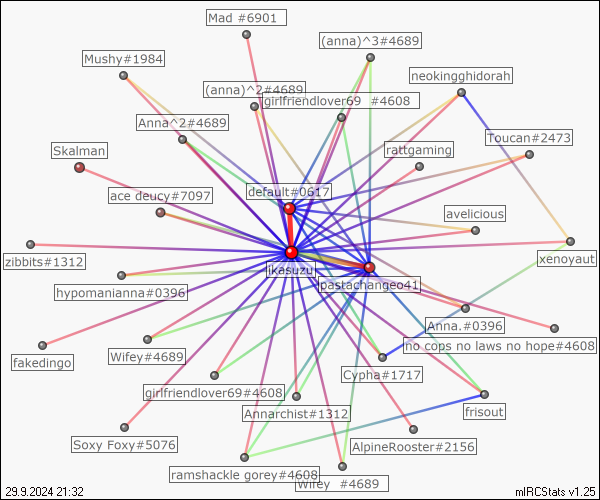 Mad #6901
(anna)^3#4689
Mushy#1984
neokingghidorah
(anna)^2#4689
girlfriendlover69 #4608
Anna^2#4689
Toucan#2473
Skalman
rattgaming
default#0617
ace deucy#7097
avelicious
zibbits#1312
xenoyaut
jkasuzu
pastachangeo41
hypomanianna#0396
Anna.#0396
fakedingo
no cops no laws no hope#4608
Wifey#4689
Cypha#1717
girlfriendlover69#4608
Annarchist#1312
frisout
Soxy Foxy#5076
AlpineRooster#2156
ramshackle gorey#4608
Wifey #4689
29.9.2024 21:32
mIRCStats v1.25